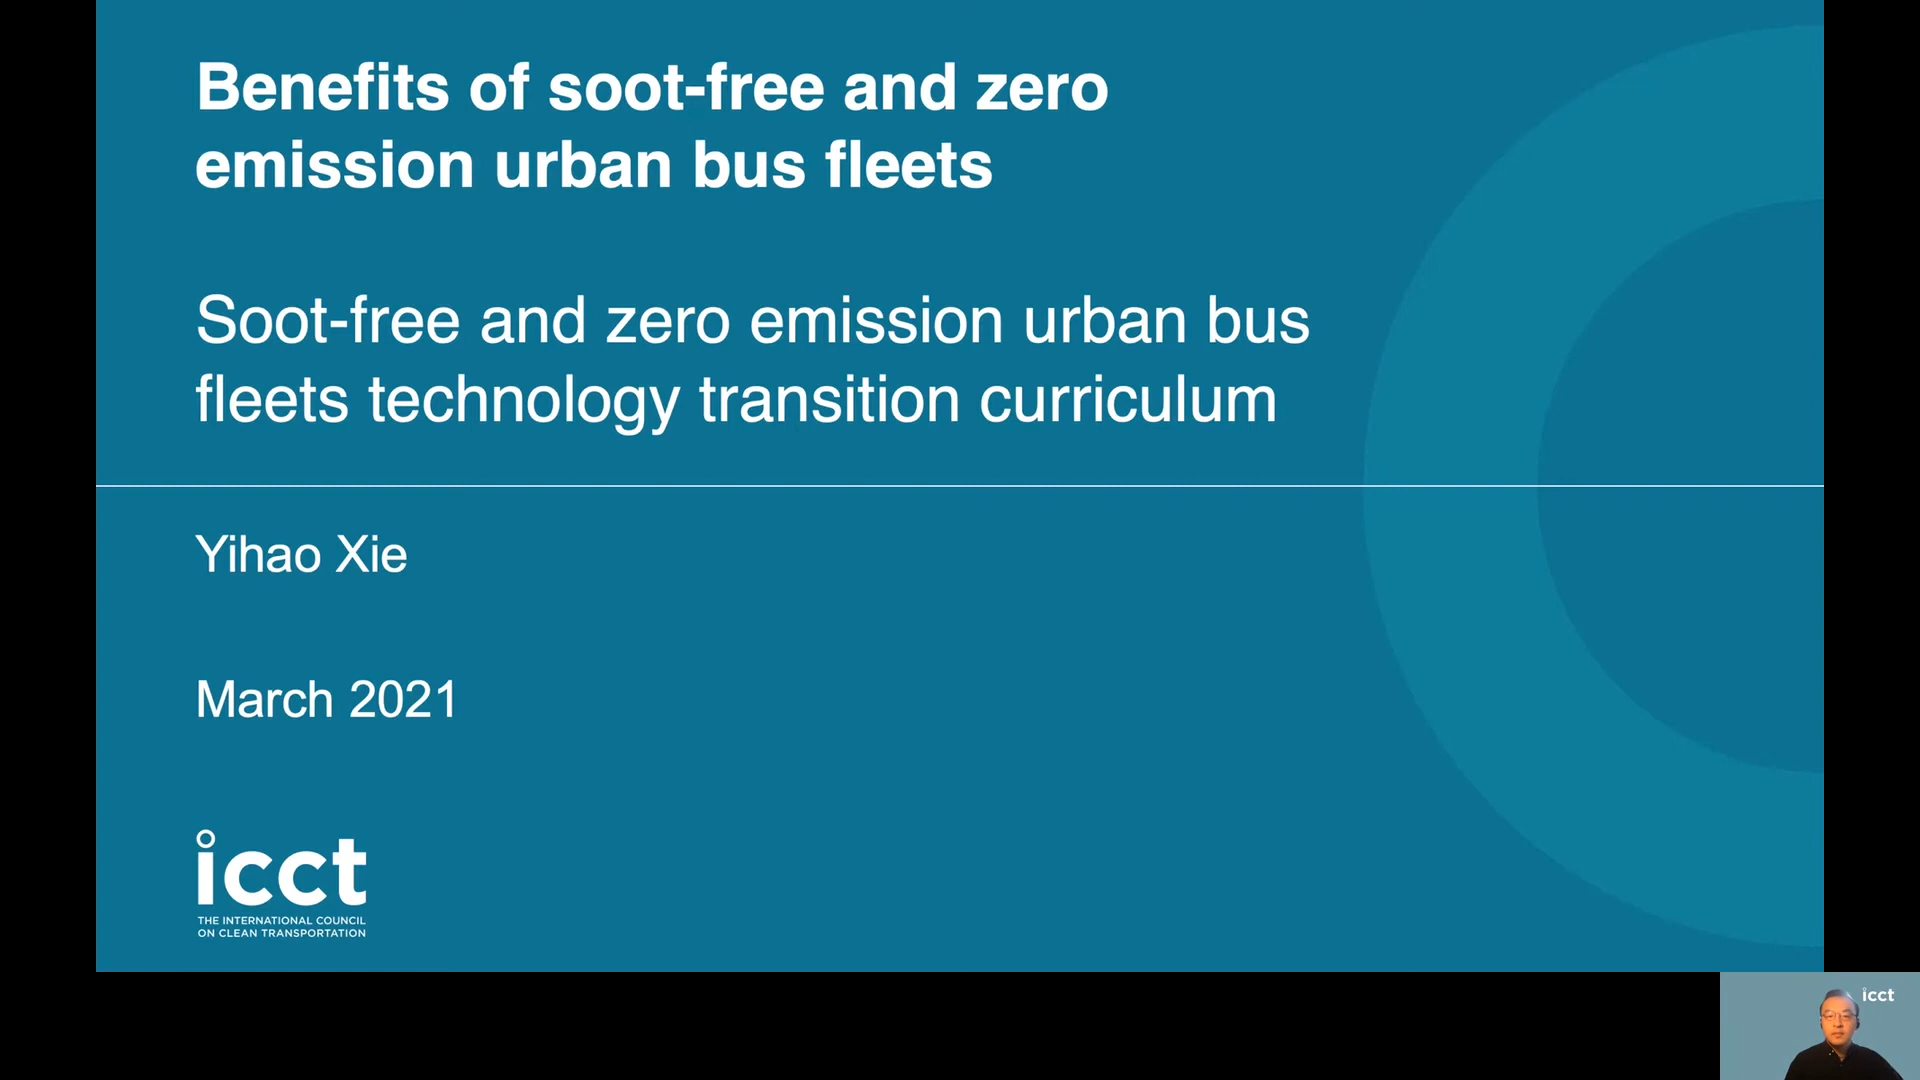 Benefits of soot-free and zero
emission urban bus fleets
Soot-free and zero emission urban bus
fleets technology transition curriculum
Yihao Xie
March 2021
icct
THE INTERNATIONAL COUNCIL
ON CLEAN TRANSPORTATION
icct